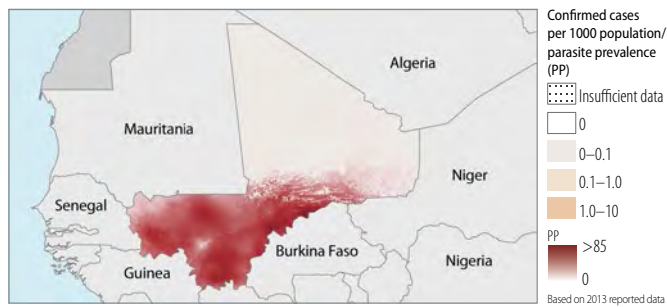 Algeria
Mauritania
Niger
Senegal
Burkina Faso
Guinea
Nigeria
Confirmed cases
per 1000 population/
parasite prevalence
(PP)
Insufficient data
0
0–0.1
0.1–1.0
1.0–10
PP
>85
0
Based on 2013 reported data